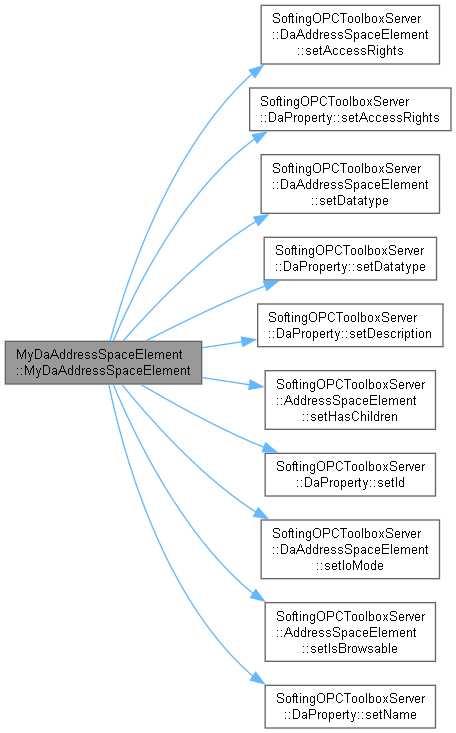 SoftingOPCToolboxServer
::DaAddressSpaceElement
::setAccessRights
SoftingOPCToolboxServer
::DaProperty::setAccessRights
SoftingOPCToolboxServer
::DaAddressSpaceElement
::setDatatype
SoftingOPCToolboxServer
::DaProperty::setDatatype
SoftingOPCToolboxServer
::DaProperty::setDescription
MyDaAddressSpaceElement
::MyDaAddressSpaceElement
SoftingOPCToolboxServer
::AddressSpaceElement
::setHasChildren
SoftingOPCToolboxServer
::DaProperty::setId
SoftingOPCToolboxServer
::DaAddressSpaceElement
::setIoMode
SoftingOPCToolboxServer
::AddressSpaceElement
::setIsBrowsable
SoftingOPCToolboxServer
::DaProperty::setName